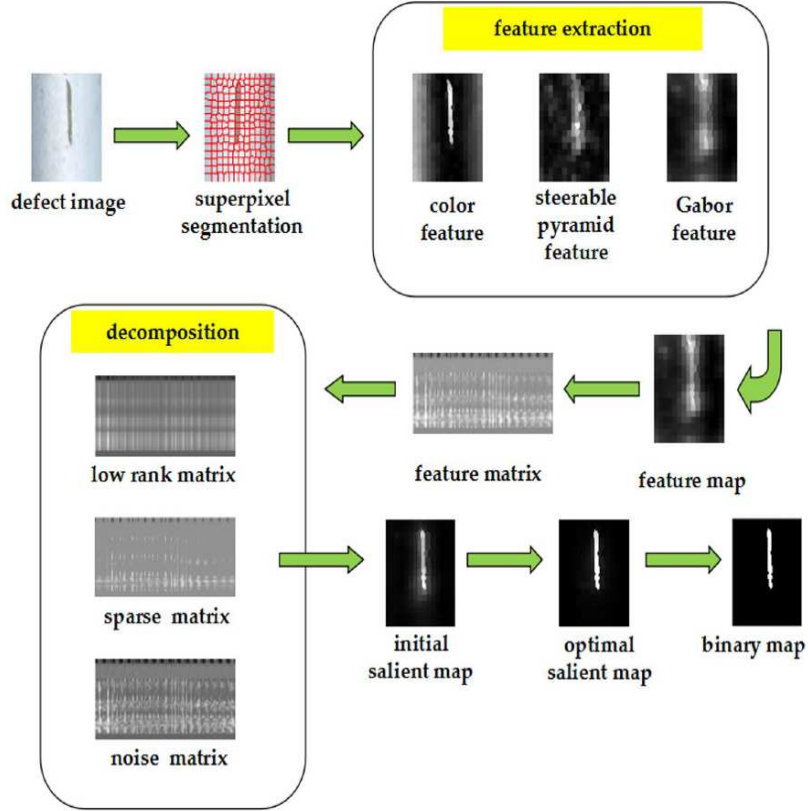 feature extraction
defect image
superpixel
segmentation
color
feature
steerable
pyramid
feature
Gabor
feature
decomposition
low rank matrix
feature matrix
feature map
sparse matrix
initial
salient map
optimal
salient map
binary map
noise matrix